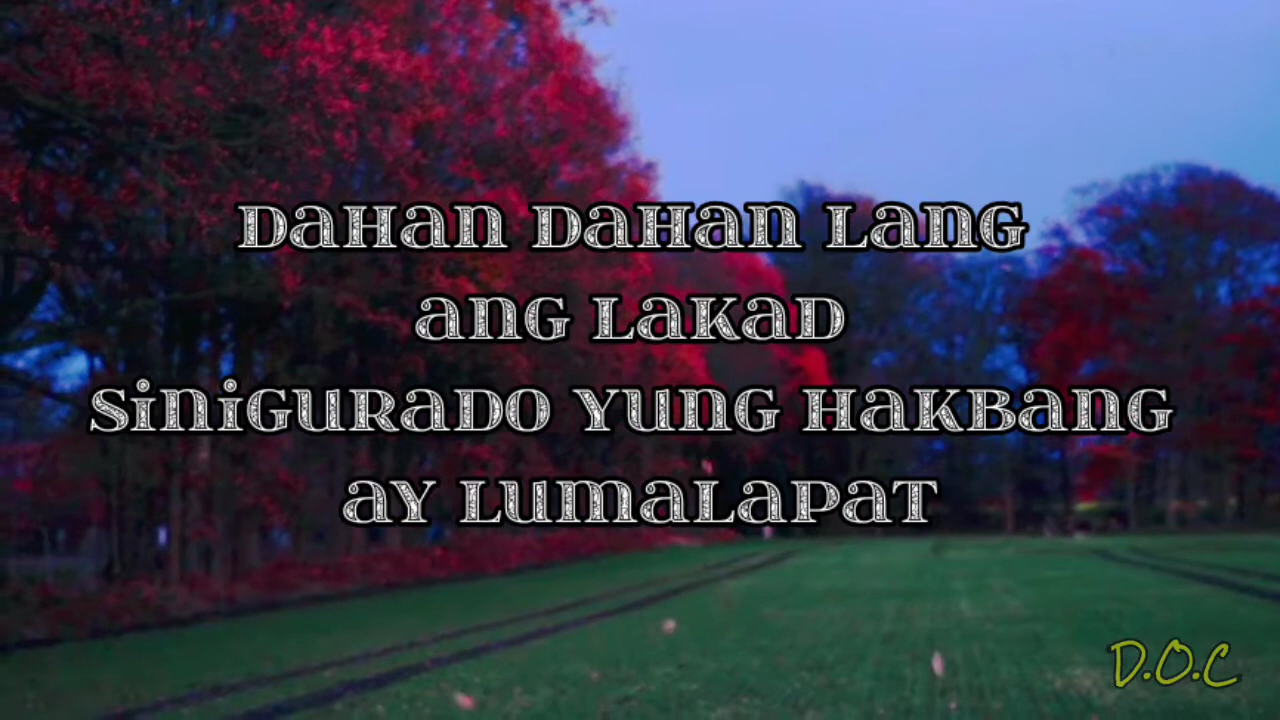 Dahan Dahan Lang
ang Lakad
Sinigurado Yung Hakbang
ay Lumalapat
D.O.C